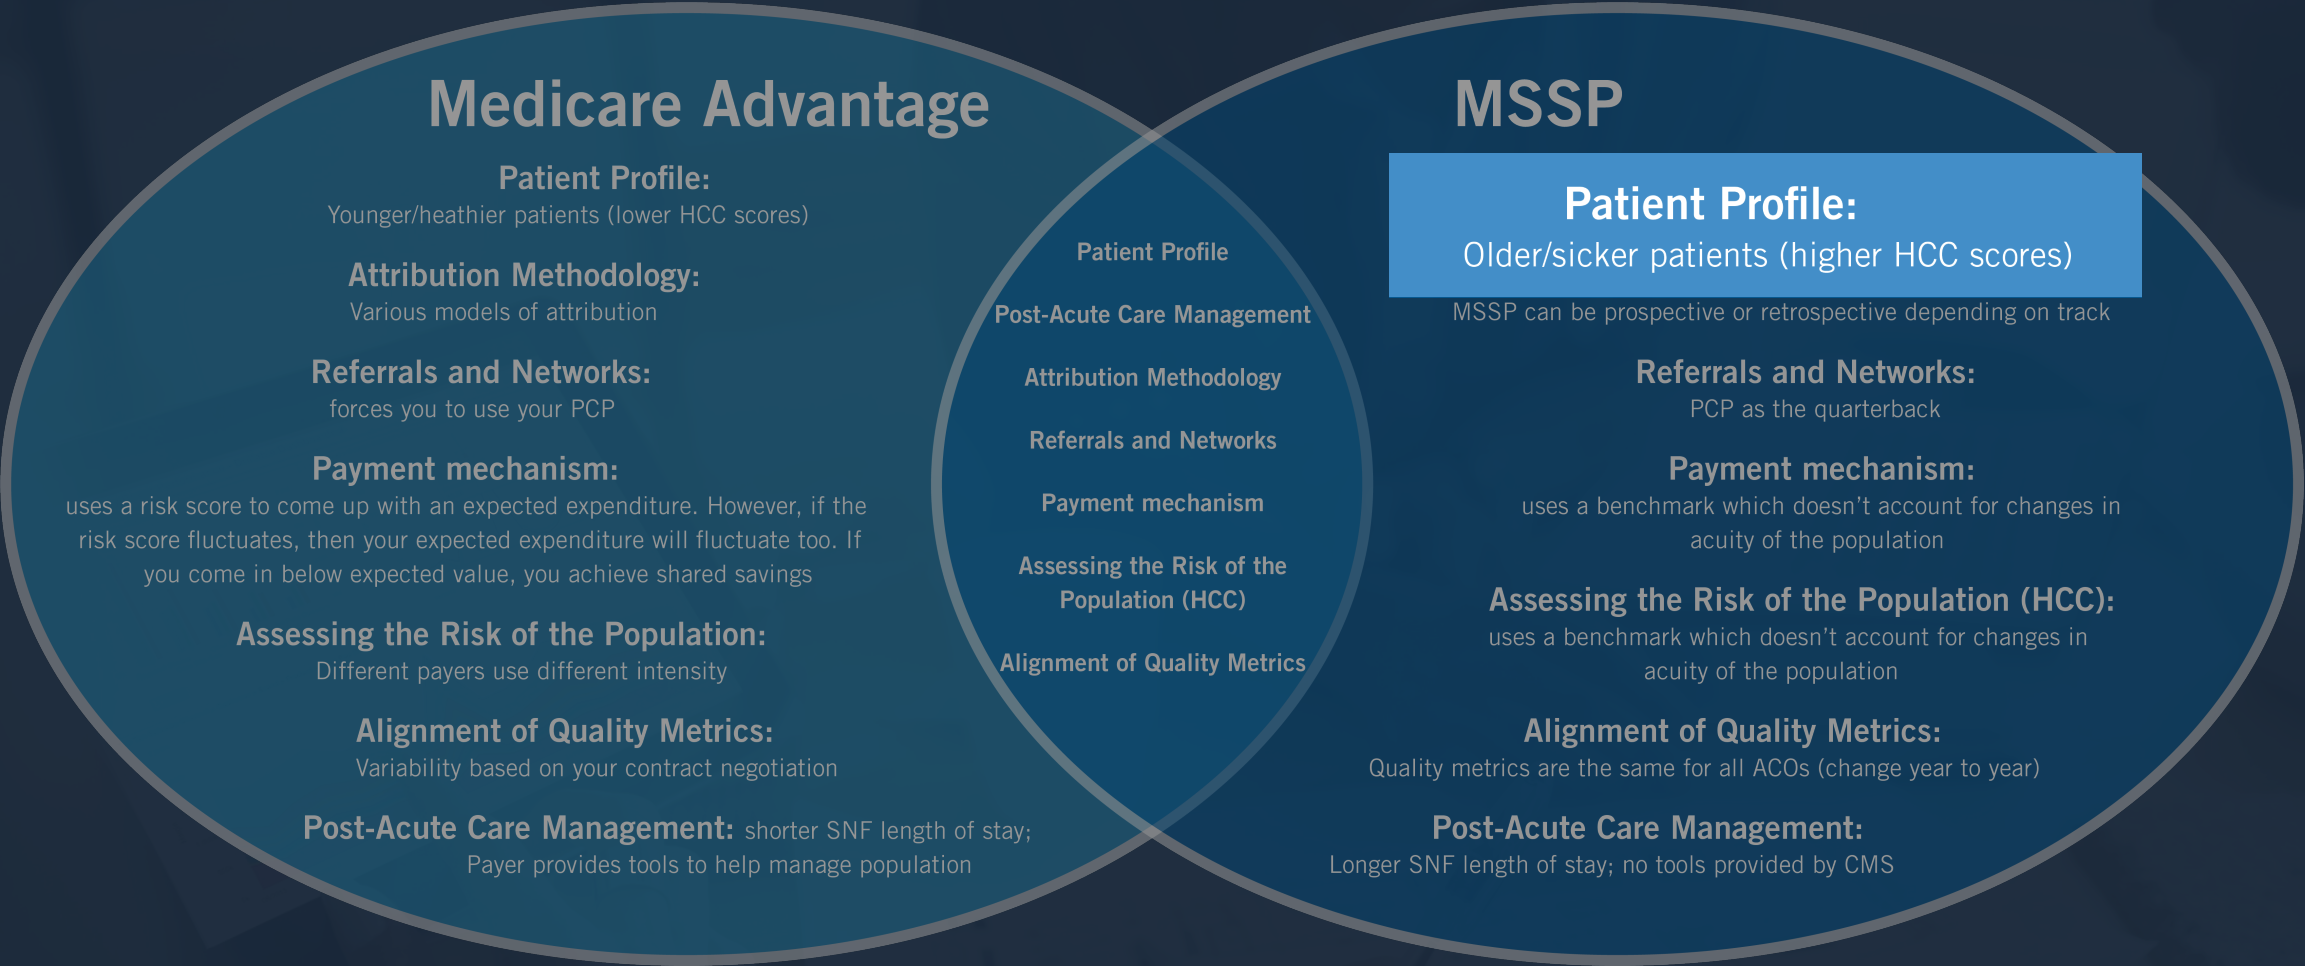 Medicare Advantage
Patient Profile:
Younger/heathier patients (lower HCC scores)
Attribution Methodology:
Various models of attribution
Referrals and Networks:
forces you to use your PCP
Payment mechanism:
uses a risk score to come up with an expected expenditure. However, if the
risk score fluctuates, then your expected expenditure will fluctuate too. If
you come in below expected value, you achieve shared savings
Assessing the Risk of the Population:
Different payers use different intensity
Alignment of Quality Metrics:
Variability based on your contract negotiation
Post-Acute Care Management: shorter SNF length of stay;
Payer provides tools to help manage population
Patient Profile
Post-Acute Care Management
Attribution Methodology
Referrals and Networks
Payment mechanism
Assessing the Risk of the
Population (HCC)
Alignment of Quality Metrics
MSSP
Patient Profile:
Older/sicker patients (higher HCC scores)
MSSP can be prospective or retrospective depending on track
Referrals and Networks:
PCP as the quarterback
Payment mechanism:
uses a benchmark which doesn't account for changes in
acuity of the population
Assessing the Risk of the Population (HCC):
uses a benchmark which doesn't account for changes in
acuity of the population
Alignment of Quality Metrics:
Quality metrics are the same for all ACOs (change year to year)
Post-Acute Care Management:
Longer SNF length of stay; no tools provided by CMS